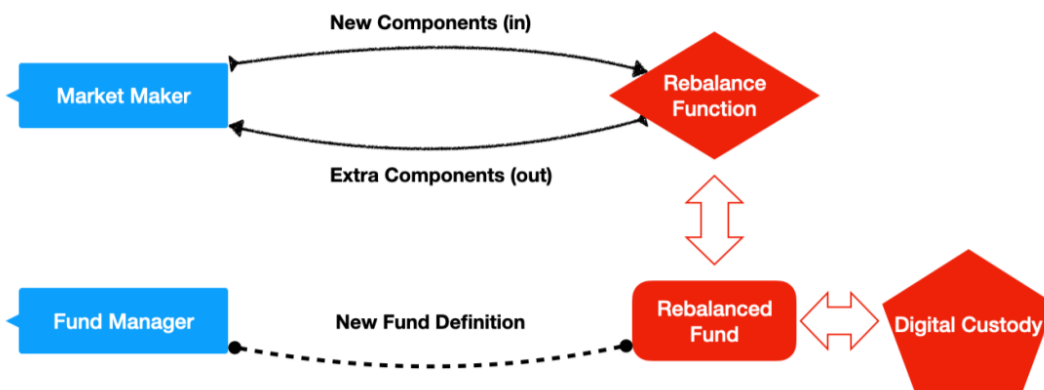 New Components (in)
Market Maker
Rebalance
Function
Extra Components (out)
Fund Manager
New Fund Definition
Rebalanced
Fund
Digital Custody